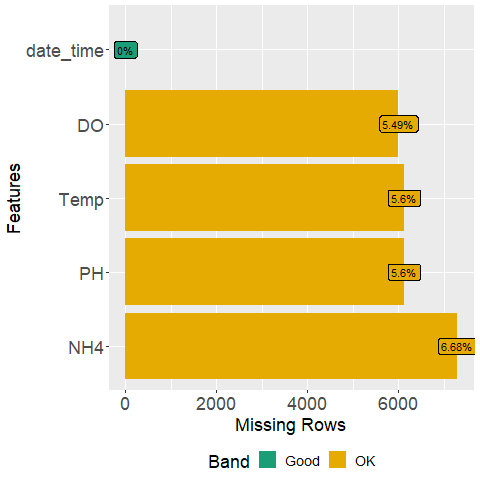 date_time
0%
DO
5.49%
Temp
5.6%
PH
5.6%
NH4
6.68%
Features
0 2000 4000 6000
Missing Rows
Band Good OK